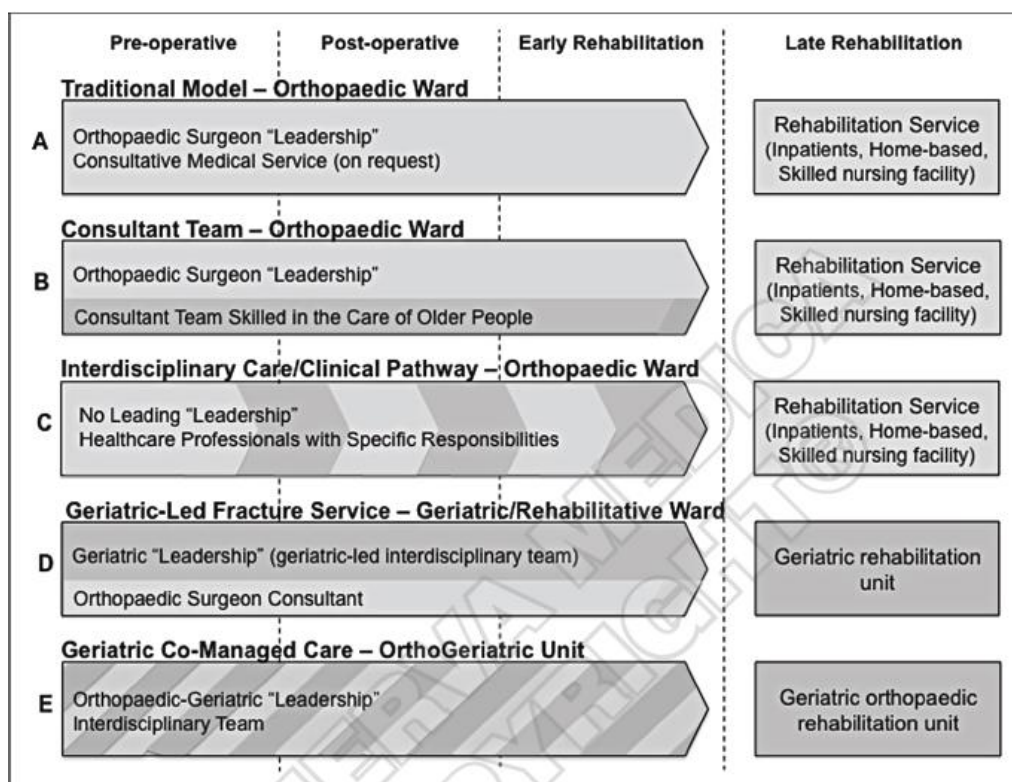 Pre-operative Post-operative Early Rehabilitation Late Rehabilitation
Traditional Model – Orthopaedic Ward
A
Orthopaedic Surgeon “Leadership”
Consultative Medical Service (on request)
Rehabilitation Service
(Inpatients, Home-based,
Skilled nursing facility)
Consultant Team – Orthopaedic Ward
B
Orthopaedic Surgeon “Leadership”
Consultant Team Skilled in the Care of Older People
Rehabilitation Service
(Inpatients, Home-based,
Skilled nursing facility)
Interdisciplinary Care/Clinical Pathway – Orthopaedic Ward
C
No Leading “Leadership”
Healthcare Professionals with Specific Responsibilities
Rehabilitation Service
(Inpatients, Home-based,
Skilled nursing facility)
Geriatric-Led Fracture Service – Geriatric/Rehabilitative Ward
D
Geriatric “Leadership” (geriatric-led interdisciplinary team)
Orthopaedic Surgeon Consultant
Geriatric rehabilitation
unit
Geriatric Co-Managed Care – OrthoGeriatric Unit
E
Orthopaedic-Geriatric “Leadership”
Interdisciplinary Team
Geriatric orthopaedic
rehabilitation unit